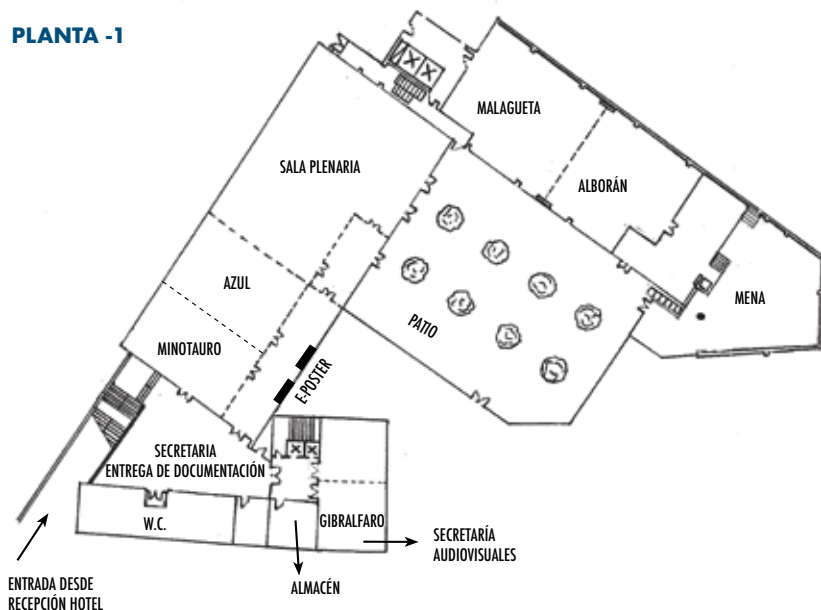 PLANTA -1
MALAGUETA
SALA PLENARIA
ALBORÁN
AZUL
MENA
PATIO
MINOTAURO
E-POSTER
SECRETARIA
ENTREGA DE DOCUMENTACIÓN
W.C.
GIBRALFARO
SECRETARÍA
AUDIOVISUALES
ALMACÉN
ENTRADA DESDE
RECEPCIÓN HOTEL